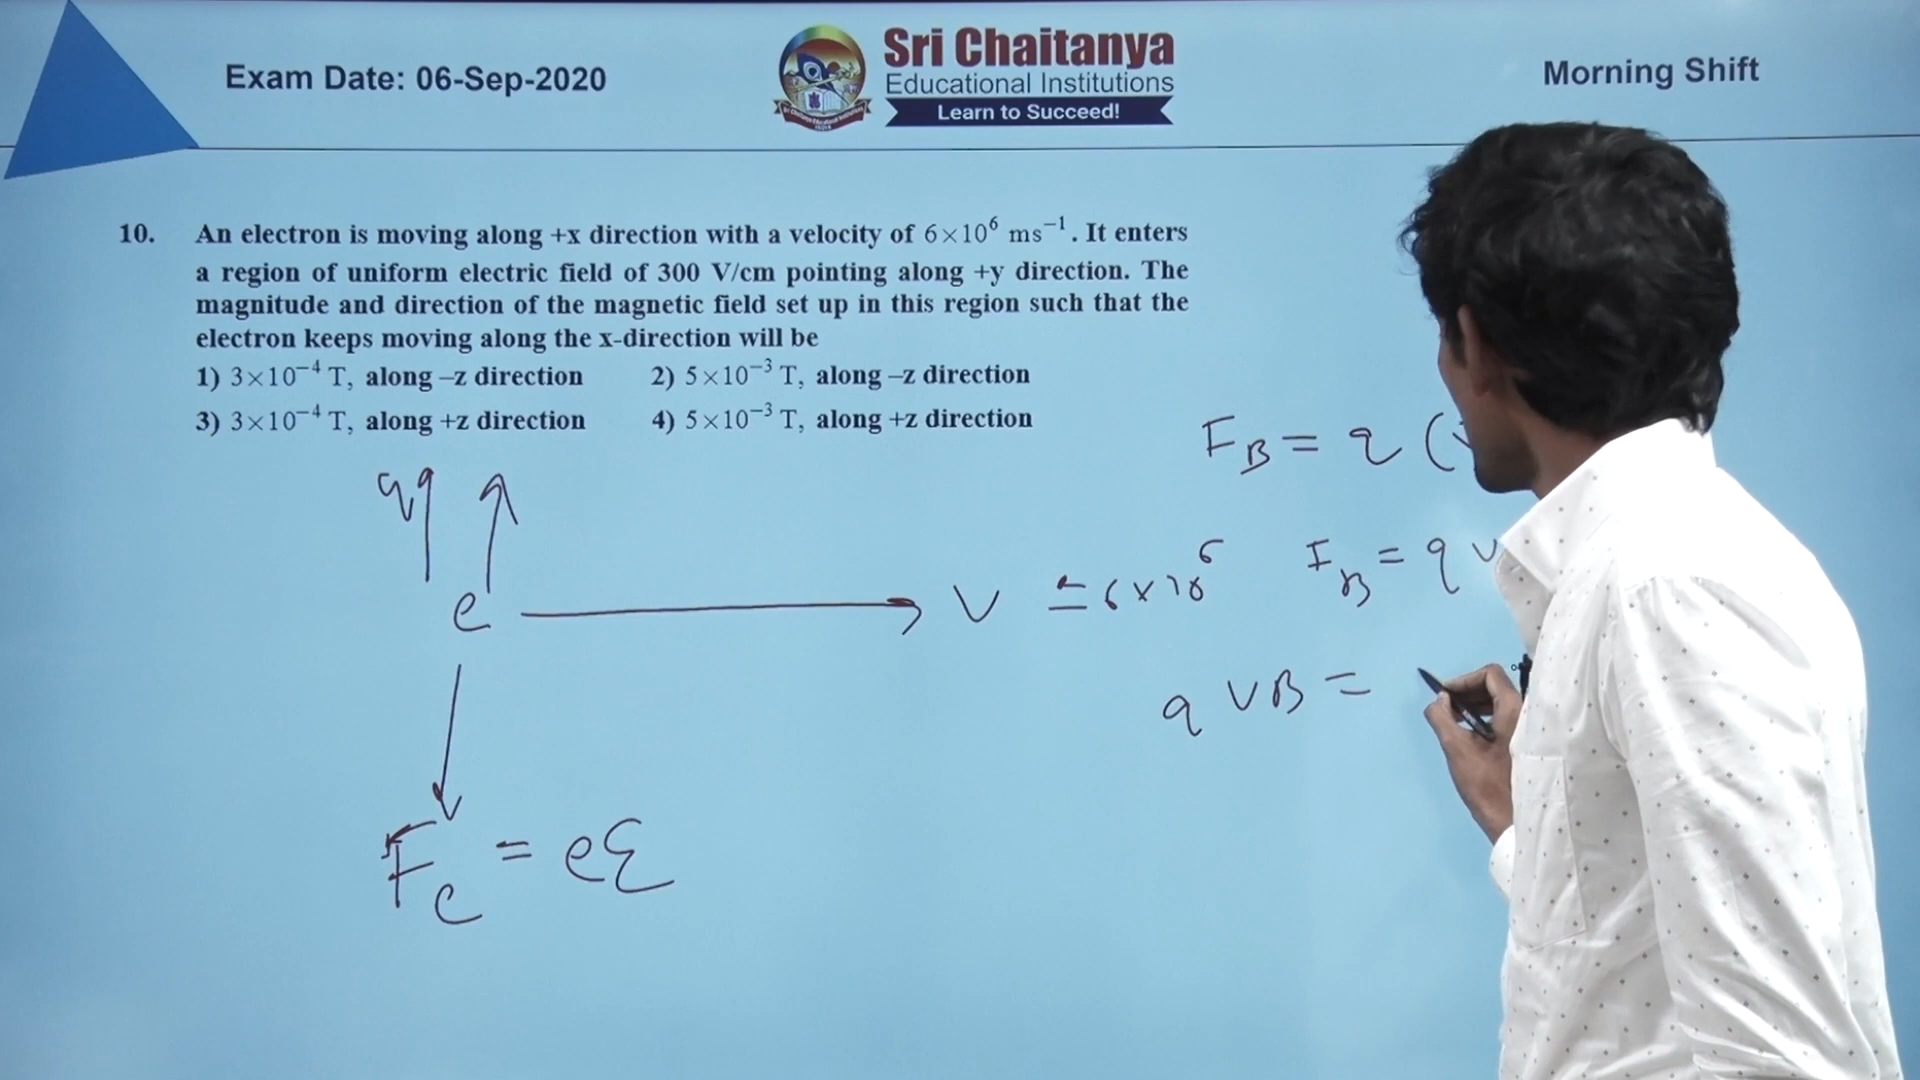 Exam Date: 06-Sep-2020
Sri Chaitanya
Educational Institutions
Learn to Succeed!
Morning Shift
10. An electron is moving along +x direction with a velocity of 6×10⁶ ms⁻¹. It enters
a region of uniform electric field of 300 V/cm pointing along +y direction. The
magnitude and direction of the magnetic field set up in this region such that the
electron keeps moving along the x-direction will be
1) 3×10⁻⁴ T, along –z direction 2) 5×10⁻³ T, along –z direction
3) 3×10⁻⁴ T, along +z direction 4) 5×10⁻³ T, along +z direction
F_B = q (
e V = 6×10⁶ F_B = q v
q V B =
= eE